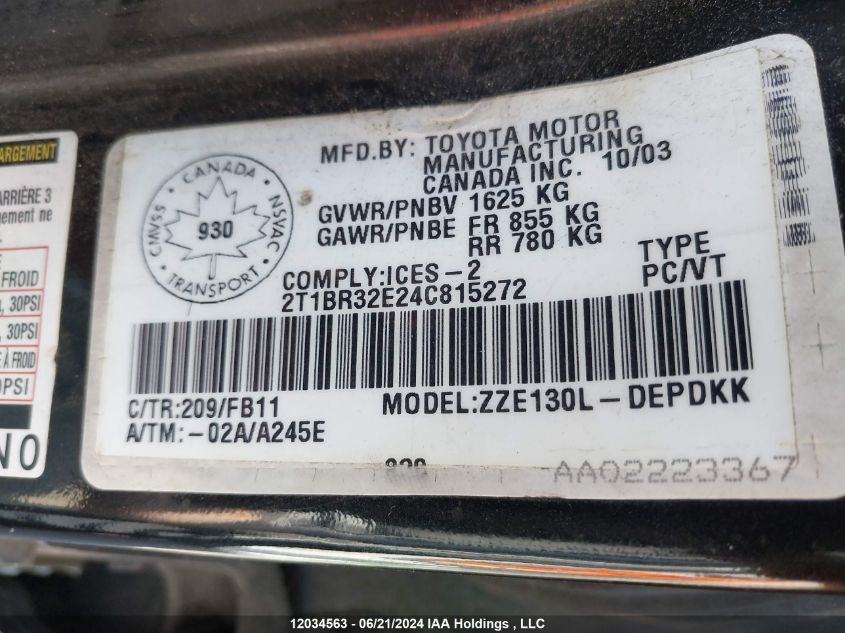 ARGEMENT
ARRIÈRE 3
gement ne
FROID
, 30PSI
, 30PSI
À FROID
0PSI
NO
CANADA
CMVSS
NSVAC
930
TRANSPORT
MFD.BY: TOYOTA MOTOR
MANUFACTURING
CANADA INC. 10/03
GVWR/PNBV 1625 KG
GAWR/PNBE FR 855 KG
RR 780 KG
TYPE
PC/VT
COMPLY:ICES-2
2T1BR32E24C815272
C/TR:209/FB11
MODEL:ZZE130L-DEPDKK
A/TM:-02A/A245E
AA02223367
12034563 - 06/21/2024 IAA Holdings , LLC